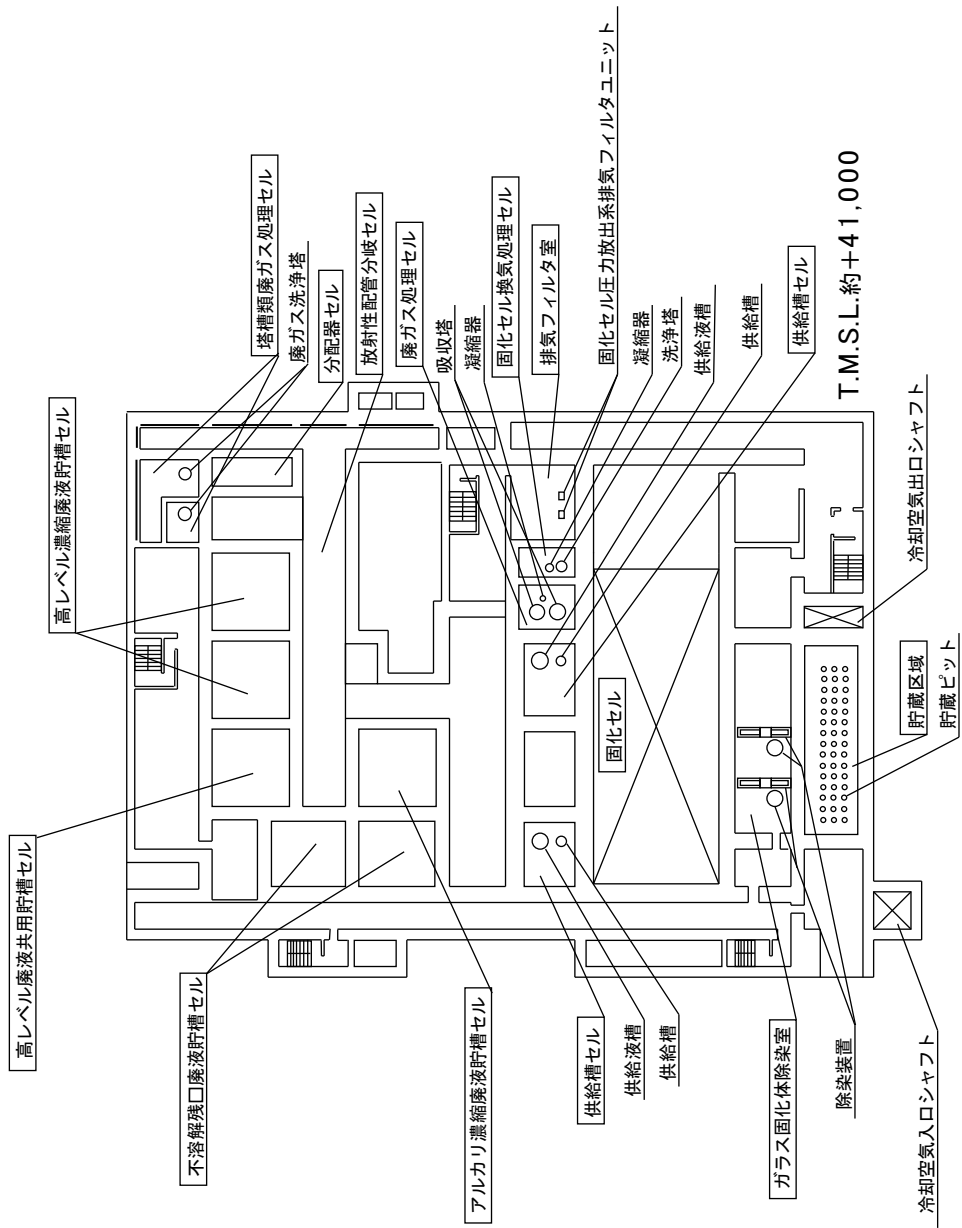 高レベル廃液共用貯槽セル
高レベル濃縮廃液貯槽セル
塔槽類廃ガス処理セル
廃ガス洗浄塔
分配器セル
放射性配管分岐セル
廃ガス処理セル
吸収塔
凝縮器
固化セル換気処理セル
排気フィルタ室
固化セル圧力放出系排気フィルタユニット
凝縮器
洗浄塔
供給液槽
供給槽
供給槽セル
T.M.S.L.約+41,000
固化セル
不溶解残□廃液貯槽セル
アルカリ濃縮廃液貯槽セル
供給槽セル
供給液槽
供給槽
ガラス固化体除染室
除染装置
冷却空気入口シャフト
冷却空気出口シャフト
貯蔵区域
貯蔵ピット